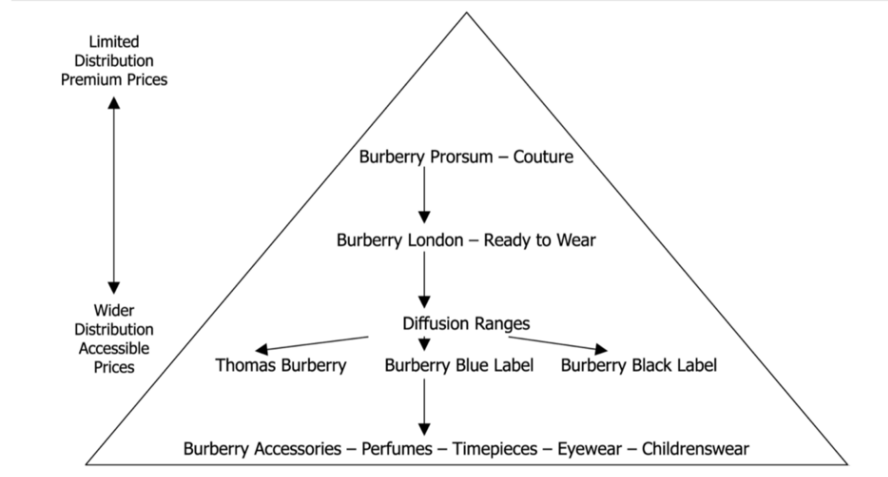 Limited
Distribution
Premium Prices
Burberry Prorsum – Couture
Burberry London – Ready to Wear
Diffusion Ranges
Wider
Distribution
Accessible
Prices
Thomas Burberry
Burberry Blue Label
Burberry Black Label
Burberry Accessories – Perfumes – Timepieces – Eyewear – Childrenswear